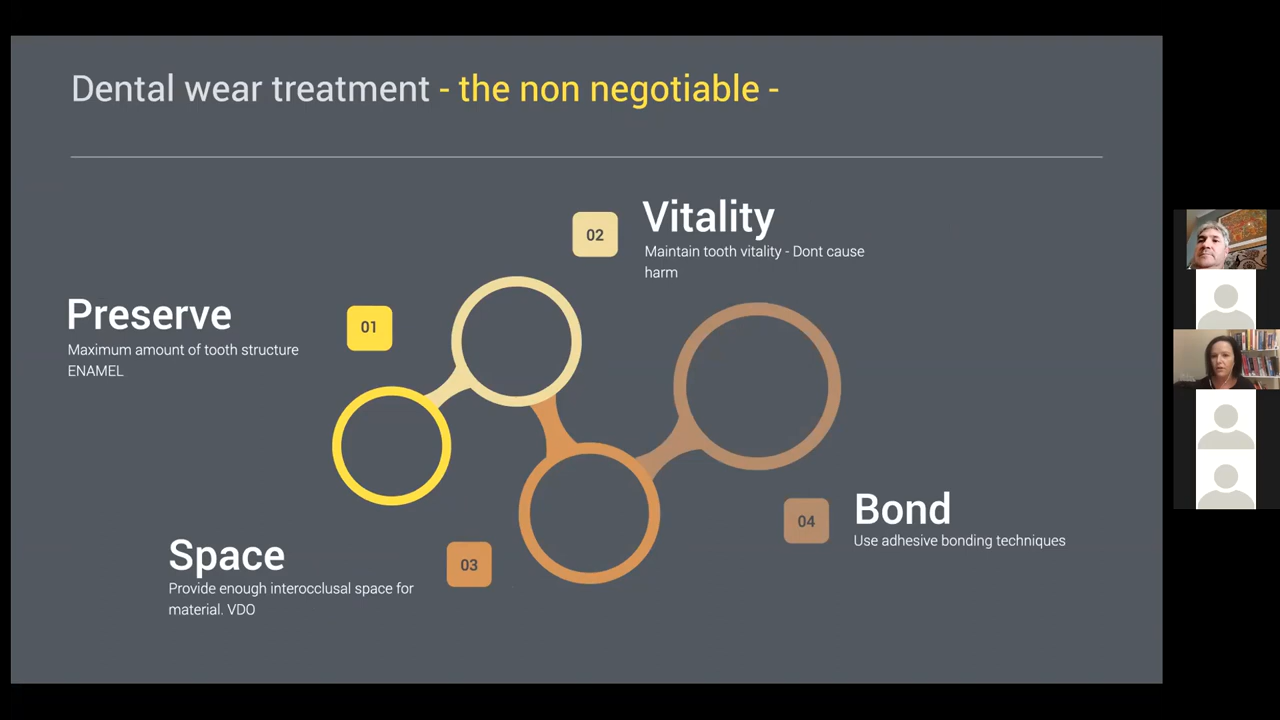 Dental wear treatment - the non negotiable -
01
Preserve
Maximum amount of tooth structure
ENAMEL
02
Vitality
Maintain tooth vitality - Dont cause
harm
03
Space
Provide enough interocclusal space for
material. VDO
04
Bond
Use adhesive bonding techniques